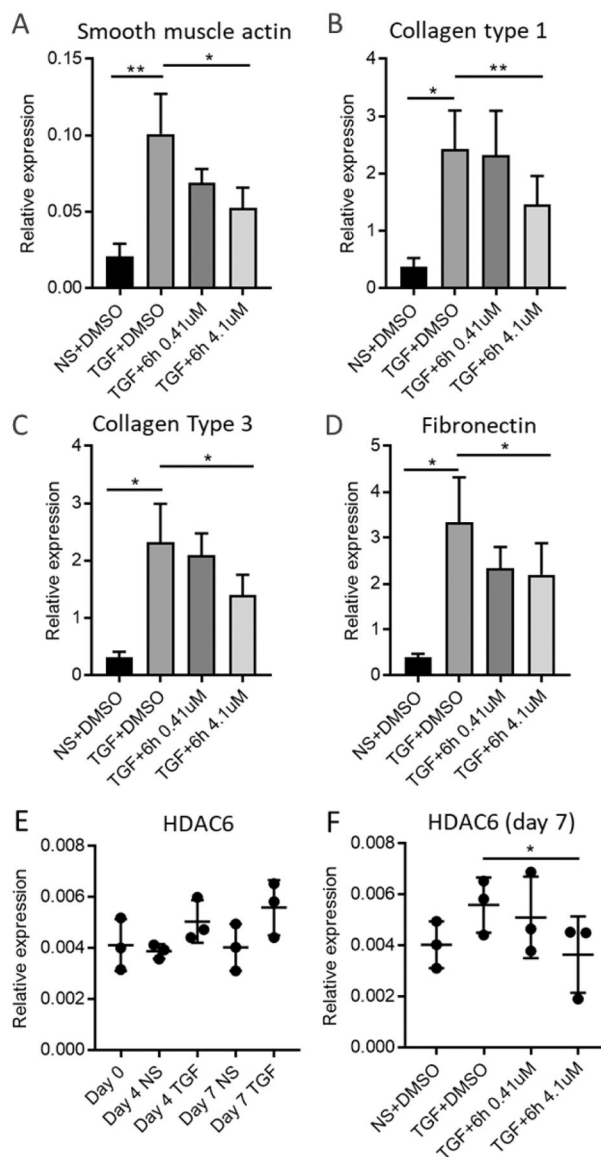 A
Smooth muscle actin
Relative expression
0.15
0.10
0.05
0.00
**
*
NS+DMSO
TGF+DMSO
TGF+6h 0.41uM
TGF+6h 4.1uM
B
Collagen type 1
Relative expression
4
3
2
1
0
*
**
NS+DMSO
TGF+DMSO
TGF+6h 0.41uM
TGF+6h 4.1uM
C
Collagen Type 3
Relative expression
4
3
2
1
0
*
*
NS+DMSO
TGF+DMSO
TGF+6h 0.41uM
TGF+6h 4.1uM
D
Fibronectin
Relative expression
5
4
3
2
1
0
*
*
NS+DMSO
TGF+DMSO
TGF+6h 0.41uM
TGF+6h 4.1uM
E
HDAC6
Relative expression
0.008
0.006
0.004
0.002
0.000
Day 0
Day 4 NS
Day 4 TGF
Day 7 NS
Day 7 TGF
F
HDAC6 (day 7)
Relative expression
0.008
0.006
0.004
0.002
0.000
*
NS+DMSO
TGF+DMSO
TGF+6h 0.41uM
TGF+6h 4.1uM